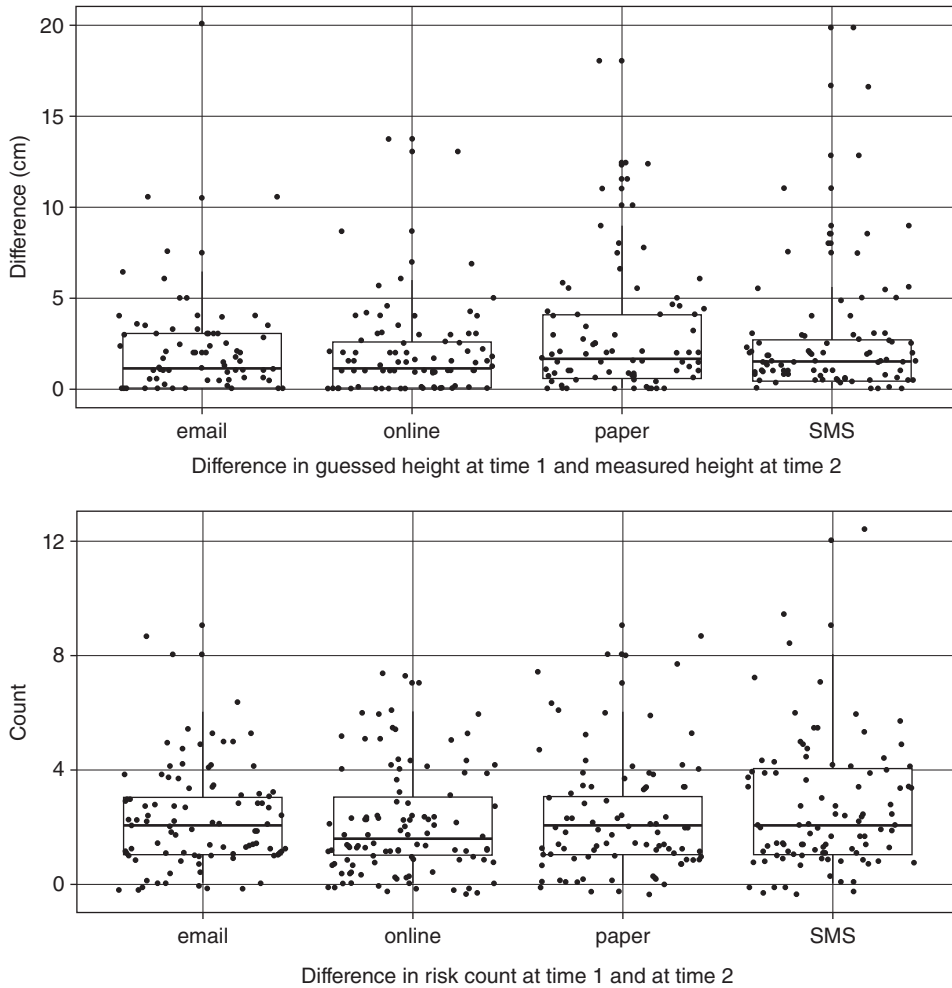 20
15
10
5
0
Difference (cm)
email online paper SMS
Difference in guessed height at time 1 and measured height at time 2
12
8
4
0
Count
email online paper SMS
Difference in risk count at time 1 and at time 2